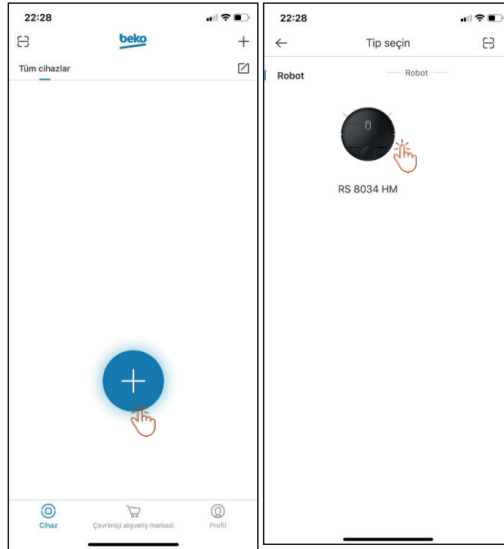 22:28
beko
Tüm cihazlar
Cihaz
Çevrimiçi alışveriş merkezi
Profil
22:28
Tip seçin
Robot
Robot
RS 8034 HM